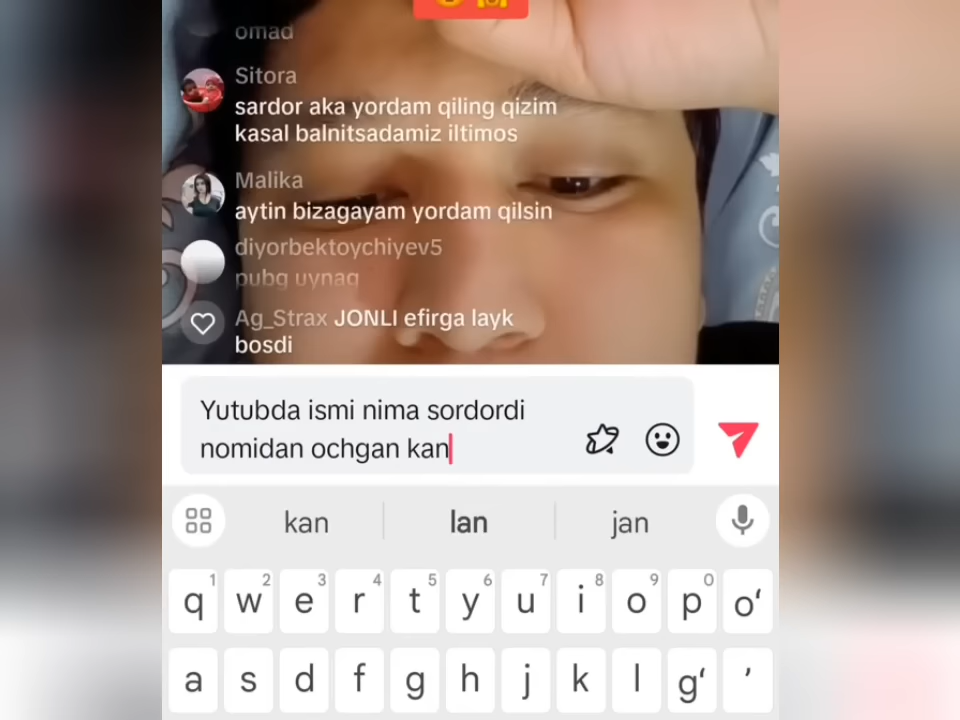 omad
Sitora
sardor aka yordam qiling qizim
kasal balnitsadamiz iltimos
Malika
aytin bizagayam yordam qilsin
diyorbektoychiyev5
pubg uynaq
Ag_Strax JONLI efirga layk
bosdi
Yutubda ismi nima sordordi
nomidan ochgan kan
kan lan jan
1 2 3 4 5 6 7 8 9 0
q w e r t y u i o p oʻ
a s d f g h j k l gʻ ʼ